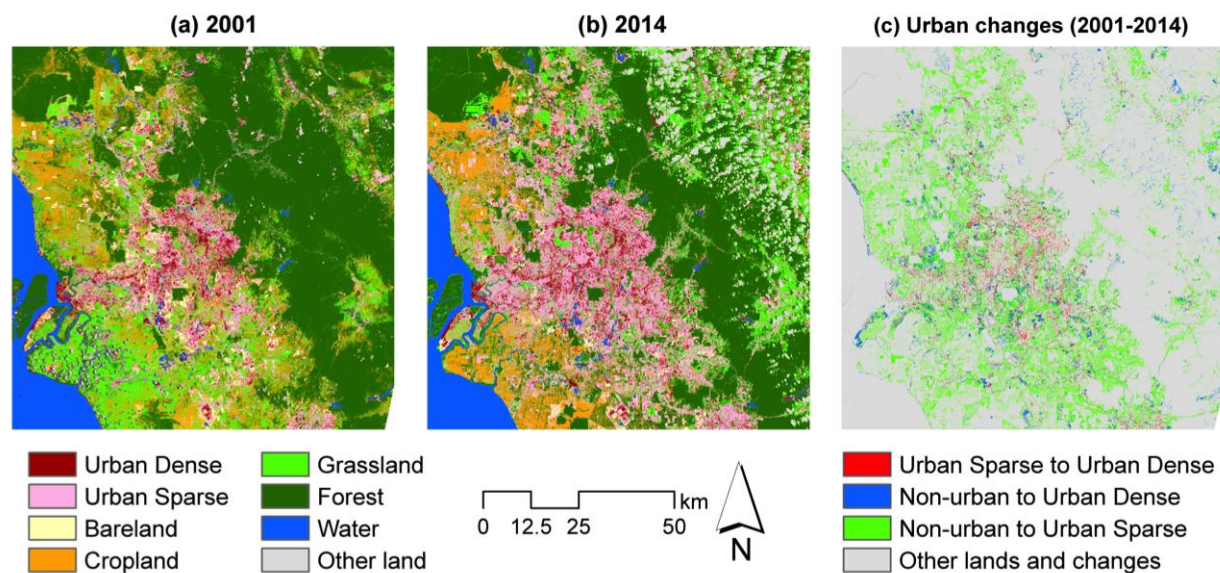 (a) 2001
(b) 2014
(c) Urban changes (2001-2014)
Urban Dense
Urban Sparse
Bareland
Cropland
Grassland
Forest
Water
Other land
km
0 12.5 25 50
N
Urban Sparse to Urban Dense
Non-urban to Urban Dense
Non-urban to Urban Sparse
Other lands and changes